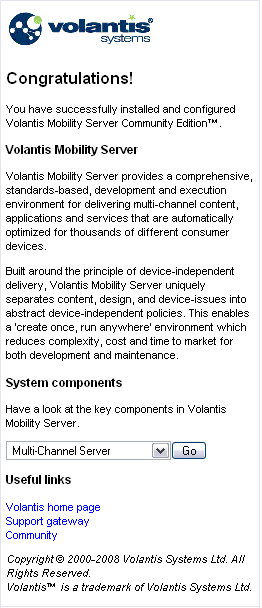 volantis®
systems
Congratulations!
You have successfully installed and configured
Volantis Mobility Server Community Edition™.
Volantis Mobility Server
Volantis Mobility Server provides a comprehensive,
standards-based, development and execution
environment for delivering multi-channel content,
applications and services that are automatically
optimized for thousands of different consumer
devices.
Built around the principle of device-independent
delivery, Volantis Mobility Server uniquely
separates content, design, and device-issues into
abstract device-independent policies. This enables
a 'create once, run anywhere' environment which
reduces complexity, cost and time to market for
both development and maintenance.
System components
Have a look at the key components in Volantis
Mobility Server.
Multi-Channel Server Go
Useful links
Volantis home page
Support gateway
Community
Copyright © 2000-2008 Volantis Systems Ltd. All
Rights Reserved.
Volantis™ is a trademark of Volantis Systems Ltd.